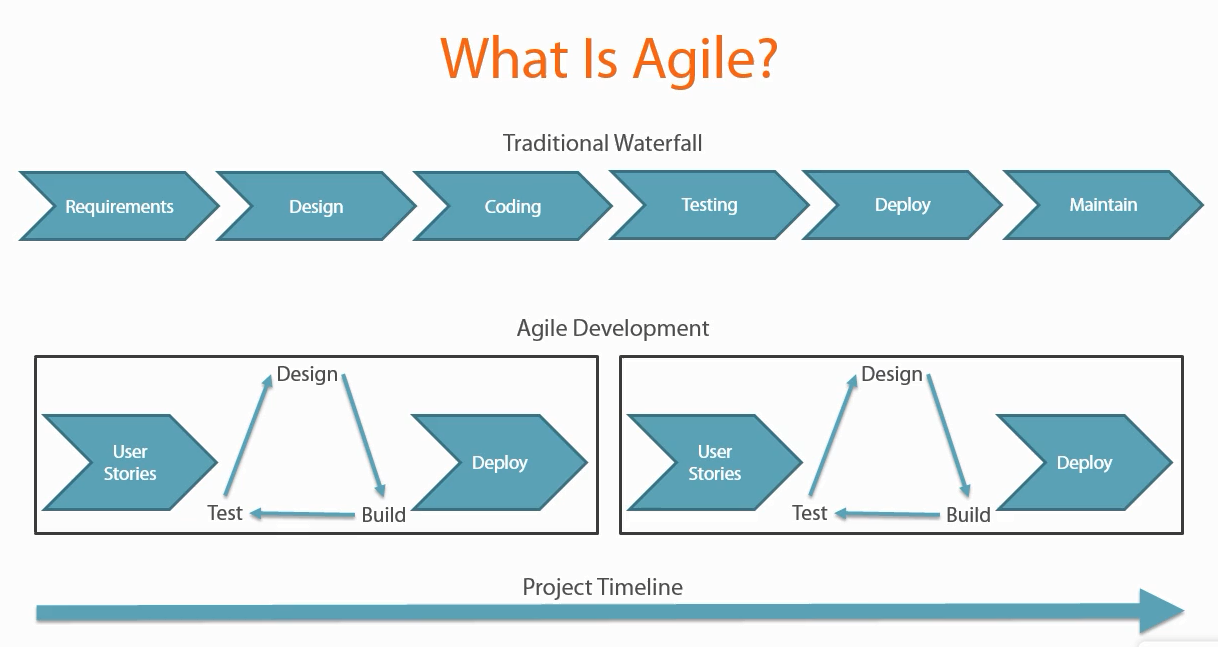 What Is Agile?
Traditional Waterfall
Requirements
Design
Coding
Testing
Deploy
Maintain
Agile Development
User
Stories
Design
Test
Build
Deploy
User
Stories
Design
Test
Build
Deploy
Project Timeline